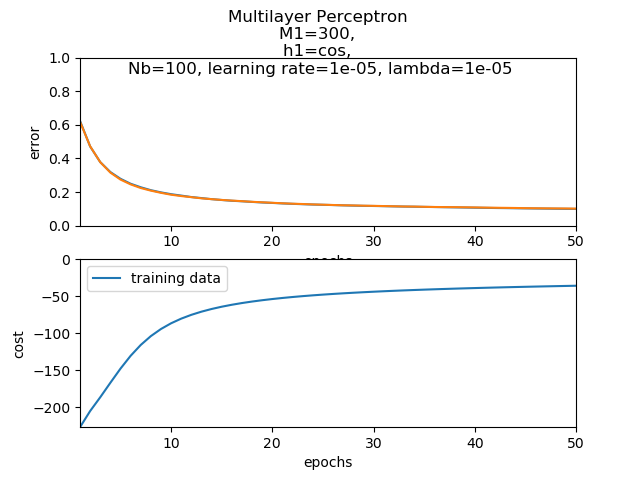 Multilayer Perceptron
M1=300,
h1=cos,
Nb=100, learning rate=1e-05, lambda=1e-05
1.0
0.8
0.6
0.4
0.2
0.0
error
10 20 30 40 50
epochs
0
−50
−100
−150
−200
cost
training data
10 20 30 40 50
epochs